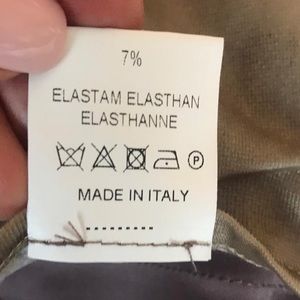 7%
ELASTAM ELASTHAN
ELASTHANNE
P
MADE IN ITALY